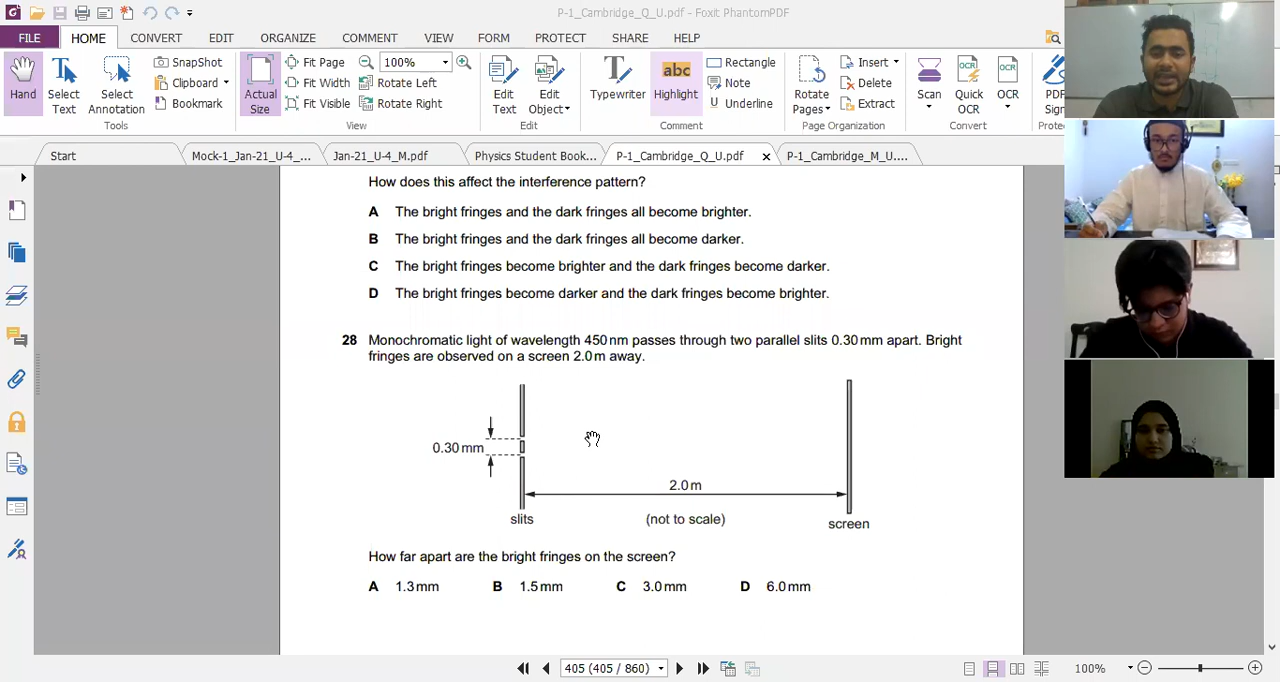 P-1_Cambridge_Q_U.pdf - Foxit PhantomPDF
FILE HOME CONVERT EDIT ORGANIZE COMMENT VIEW FORM PROTECT SHARE HELP
SnapShot Fit Page 100% Rectangle Insert
Clipboard Fit Width Rotate Left Note Delete
Bookmark Fit Visible Rotate Right Underline Extract
Hand Select Text Select Annotation Actual Size Edit Text Edit Object Typewriter abc Highlight Rotate Pages Scan Quick OCR OCR PDF Sign
Tools View Edit Comment Page Organization Convert Prote
Start Mock-1_Jan-21_U-4_... Jan-21_U-4_M.pdf Physics Student Book... P-1_Cambridge_Q_U.pdf P-1_Cambridge_M_U....
How does this affect the interference pattern?
A The bright fringes and the dark fringes all become brighter.
B The bright fringes and the dark fringes all become darker.
C The bright fringes become brighter and the dark fringes become darker.
D The bright fringes become darker and the dark fringes become brighter.
28 Monochromatic light of wavelength 450 nm passes through two parallel slits 0.30 mm apart. Bright
fringes are observed on a screen 2.0 m away.
0.30 mm
2.0 m
slits (not to scale) screen
How far apart are the bright fringes on the screen?
A 1.3 mm B 1.5 mm C 3.0 mm D 6.0 mm
405 (405 / 860) 100%